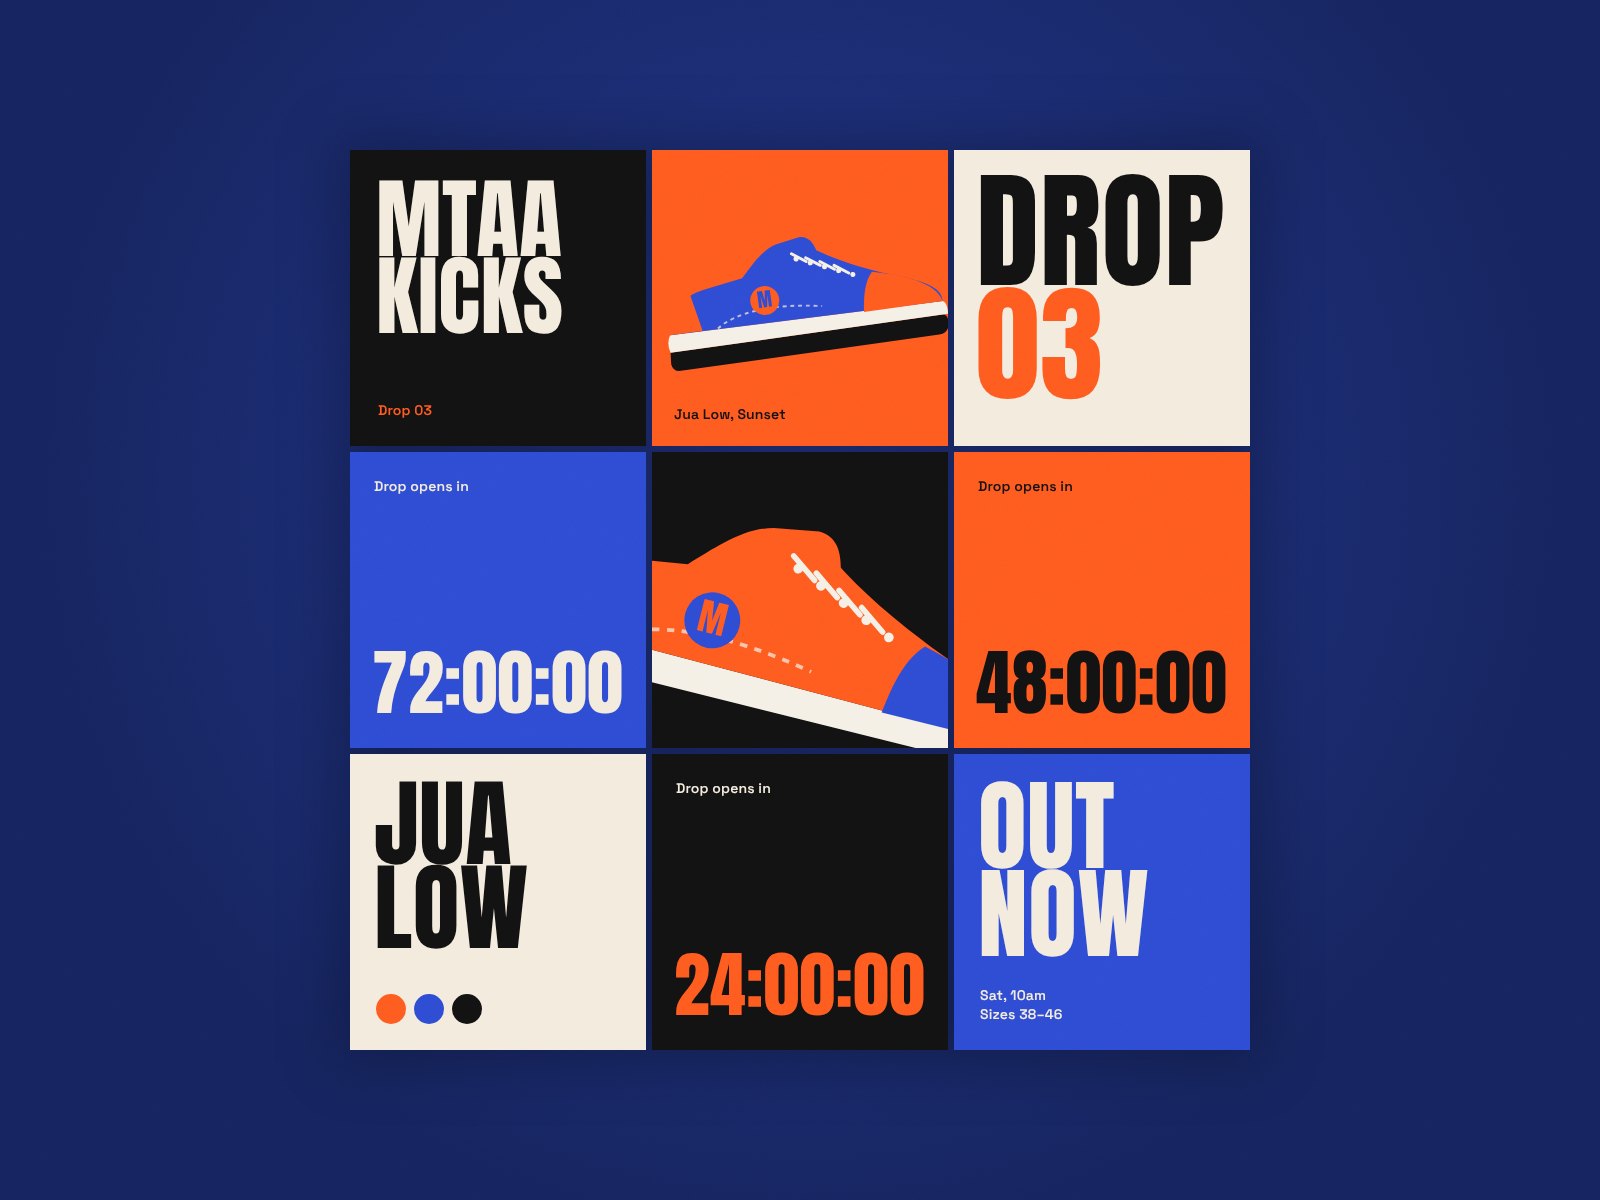 MTAA
KICKS
Drop 03
M
Jua Low, Sunset
DROP
03
Drop opens in
72:00:00
M
Drop opens in
48:00:00
JUA
LOW
Drop opens in
24:00:00
OUT
NOW
Sat, 10am
Sizes 38–46